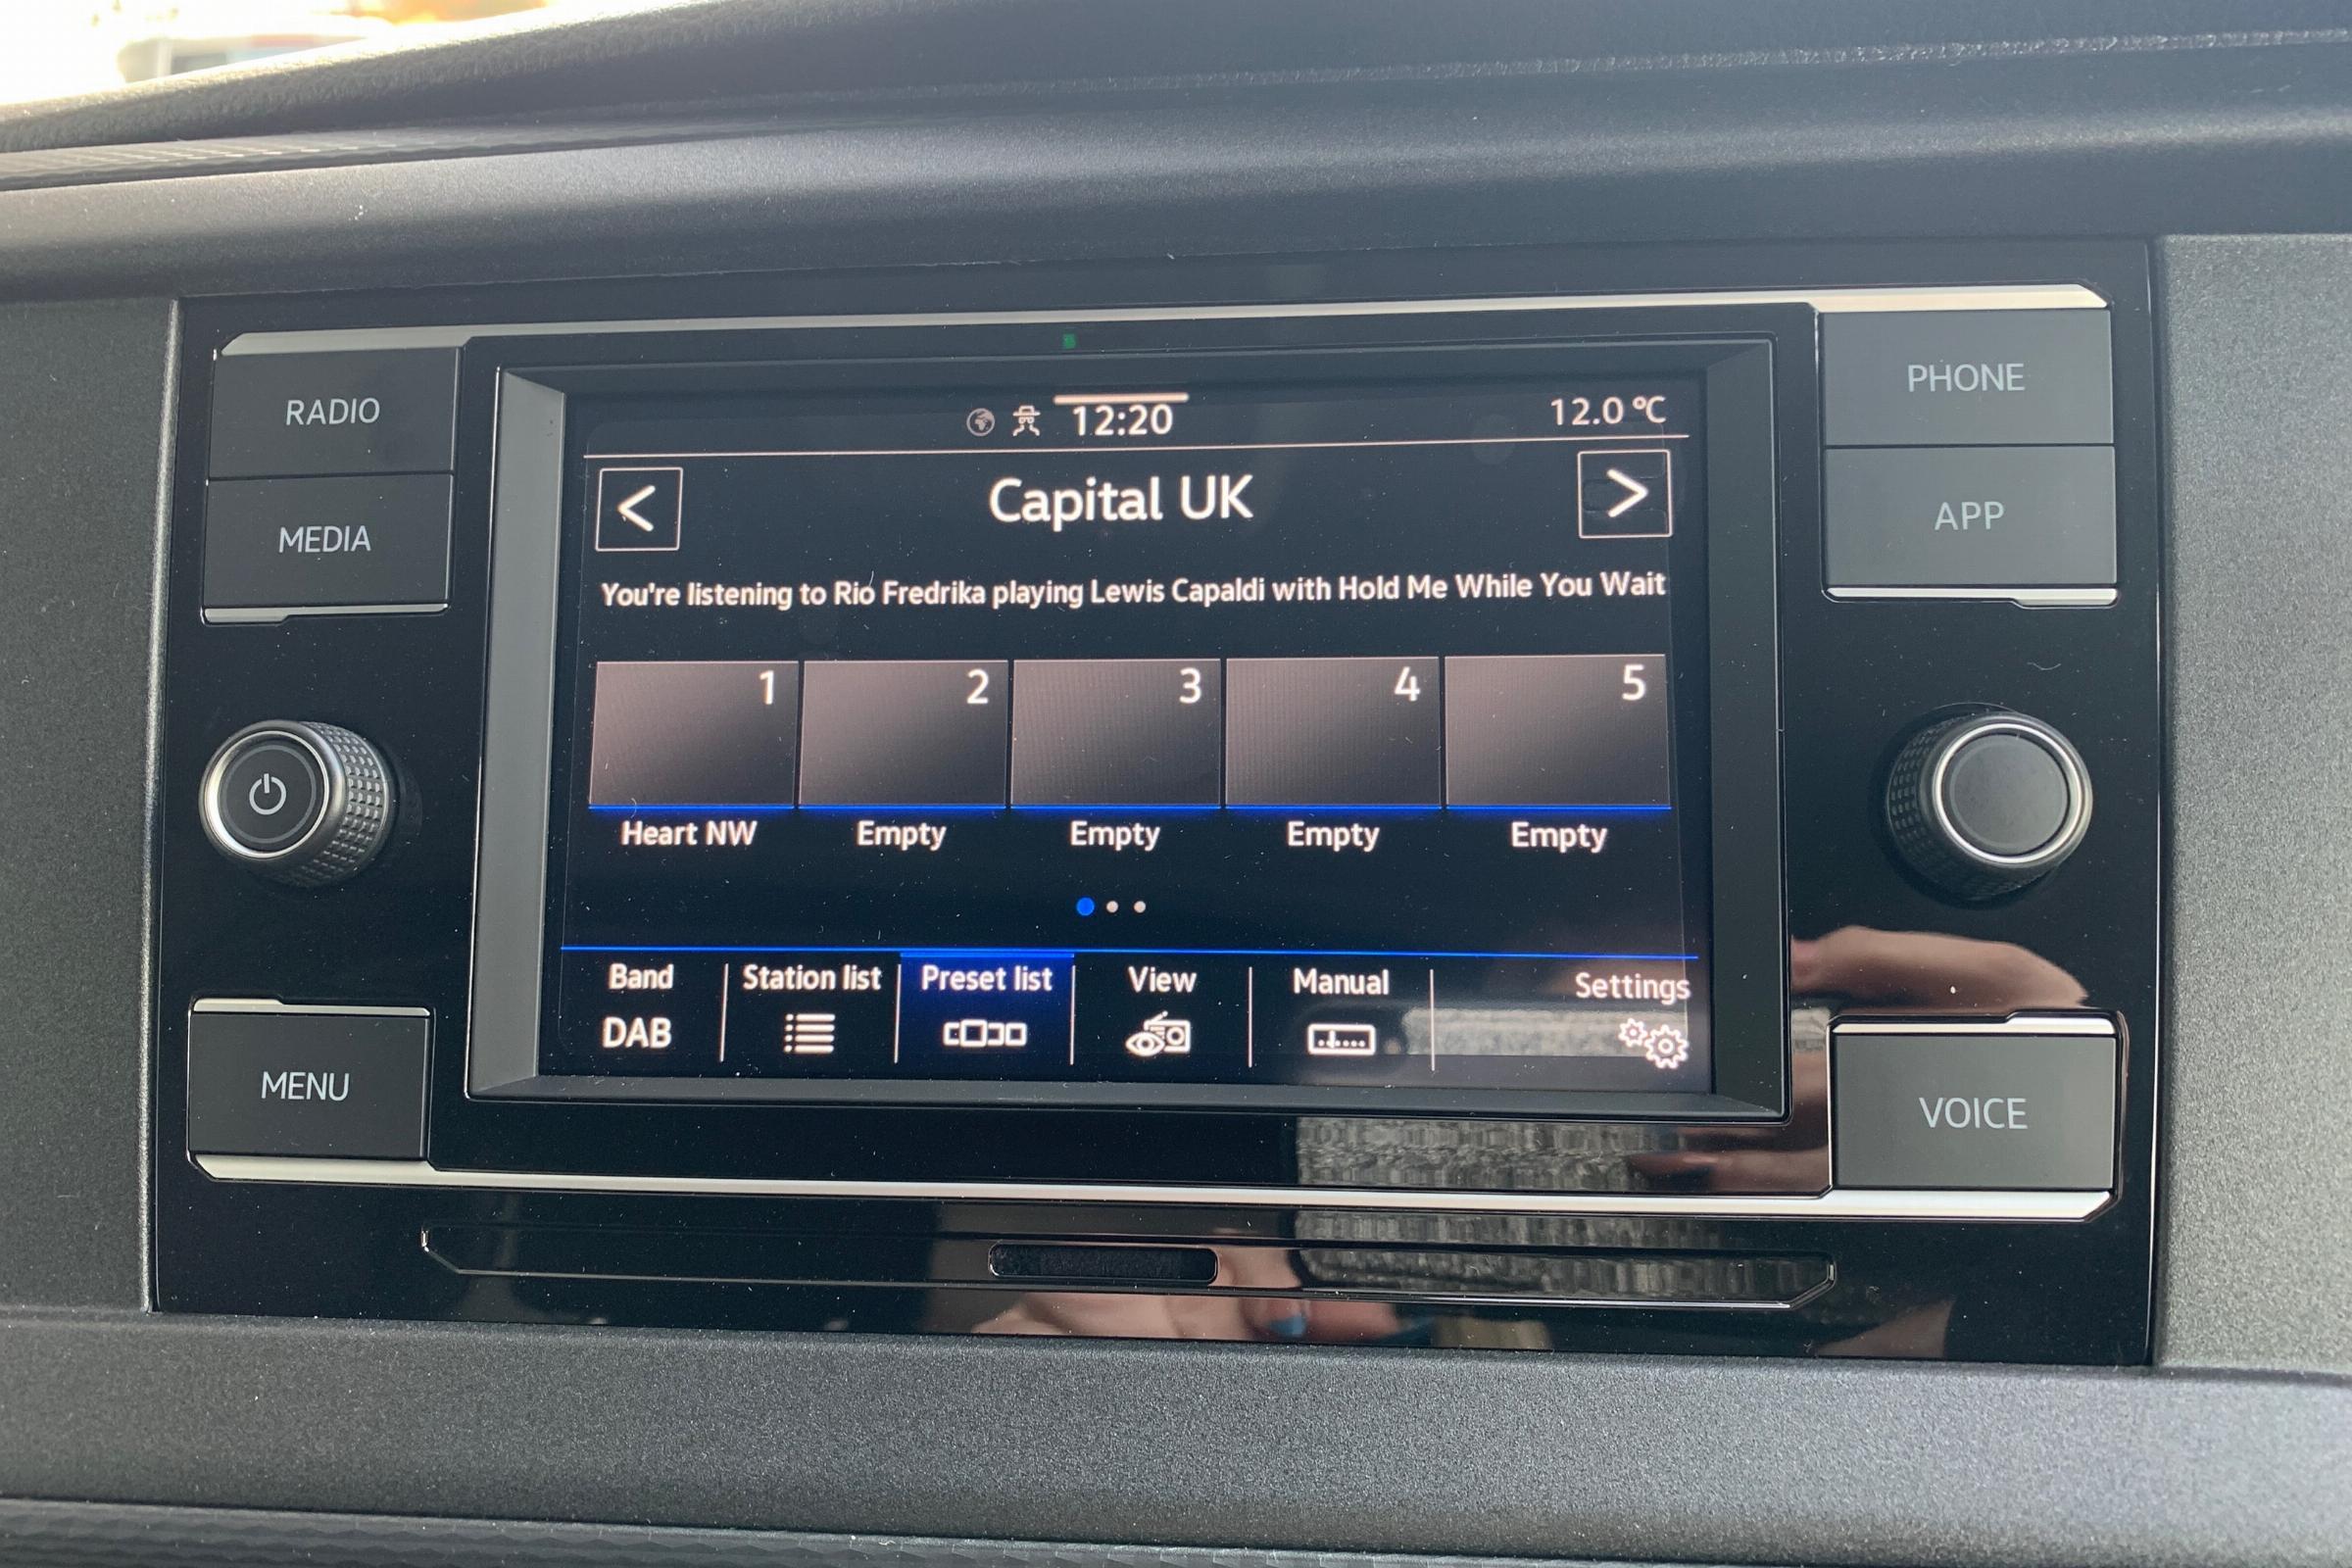 RADIO
MEDIA
MENU
PHONE
APP
VOICE
12:20
12.0 °C
<
Capital UK
>
You're listening to Rio Fredrika playing Lewis Capaldi with Hold Me While You Wait
1 2 3 4 5
Heart NW Empty Empty Empty Empty
Band Station list Preset list View Manual Settings
DAB